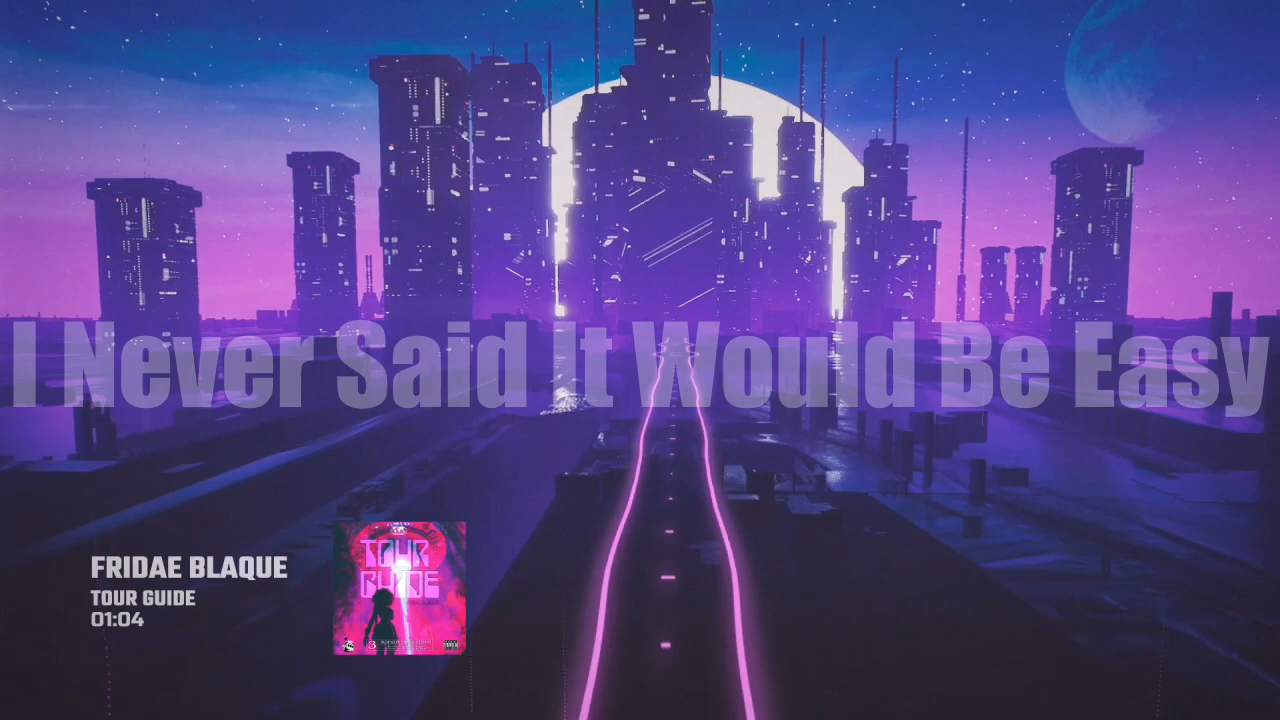 I Never Said It Would Be Easy
FRIDAE BLAQUE
TOUR GUIDE
01:04
TOUR
GUIDE